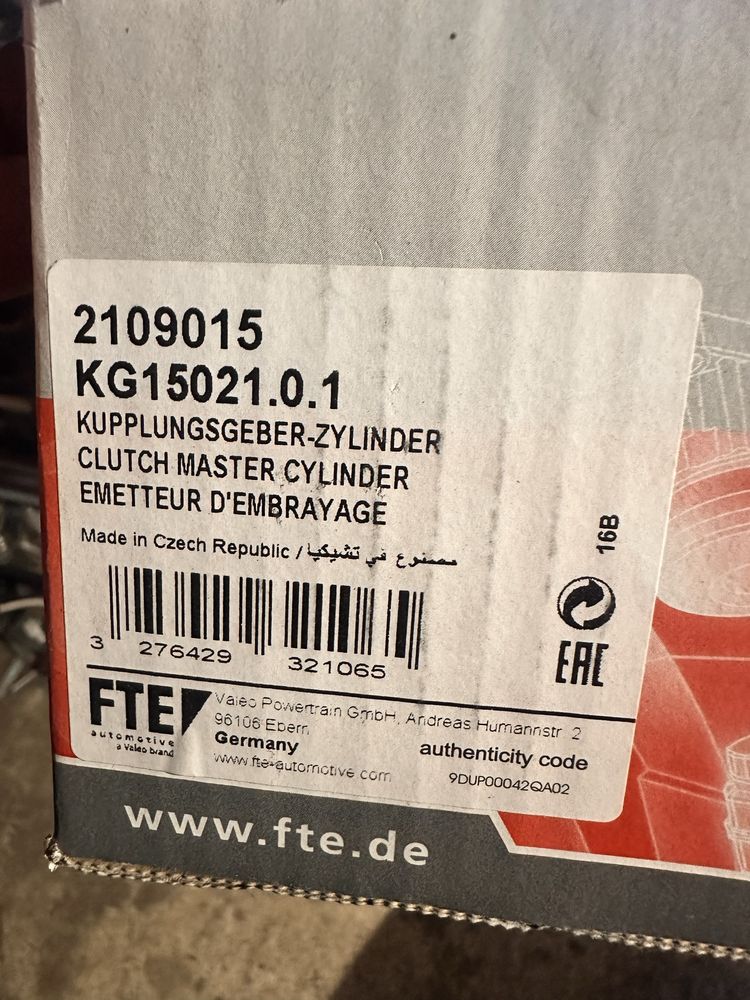 2109015
KG15021.0.1
KUPPLUNGSGEBER-ZYLINDER
CLUTCH MASTER CYLINDER
EMETTEUR D'EMBRAYAGE
Made in Czech Republic / مصنوع في تشيكيا
16B
3 276429 321065
EAC
FTE
automotive
a Valeo brand
Valeo Powertrain GmbH, Andreas Humannstr. 2
96106 Ebern
Germany
www.fte-automotive.com
authenticity code
9DUP00042QA02
www.fte.de